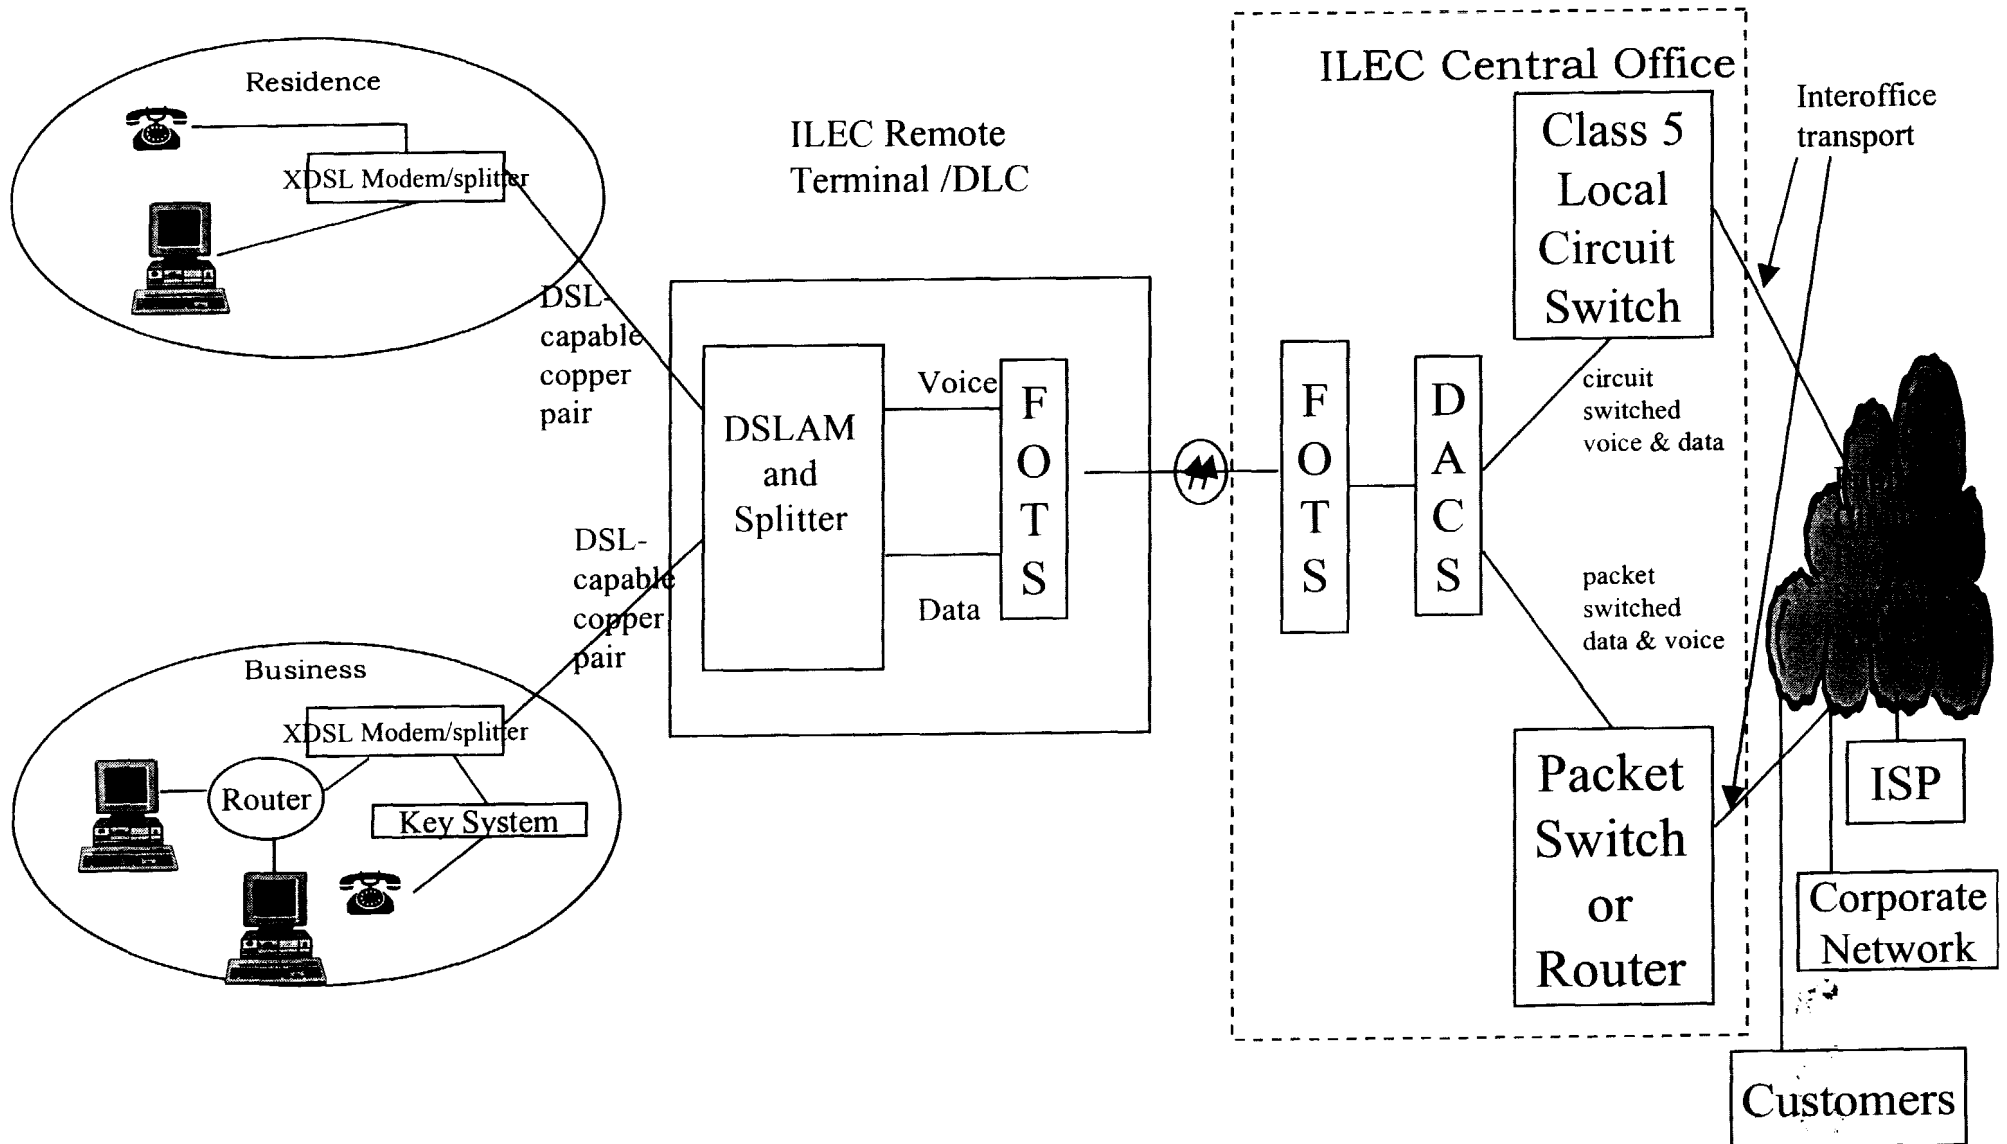 Residence
XDSL Modem/splitter
DSL-
capable
copper
pair
Business
XDSL Modem/splitter
Router
Key System
DSL-
capable
copper
pair
ILEC Remote
Terminal /DLC
DSLAM
and
Splitter
Voice
Data
F
O
T
S
ILEC Central Office
F
O
T
S
D
A
C
S
Class 5
Local
Circuit
Switch
circuit
switched
voice & data
packet
switched
data & voice
Packet
Switch
or
Router
Interoffice
transport
ISP
Corporate
Network
Customers